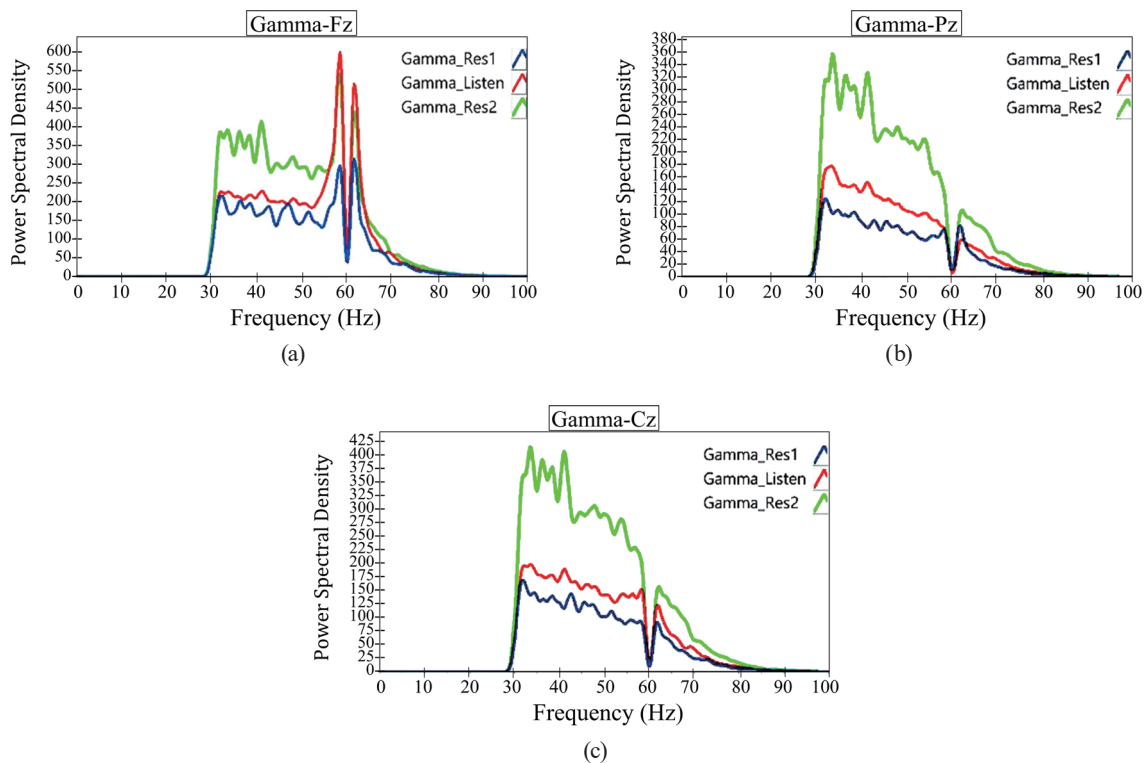 Gamma-Fz
Power Spectral Density
600
550
500
450
400
350
300
250
200
150
100
50
0
Gamma_Res1
Gamma_Listen
Gamma_Res2
0 10 20 30 40 50 60 70 80 90 100
Frequency (Hz)
(a)
Gamma-Pz
Power Spectral Density
380
360
340
320
300
280
260
240
220
200
180
160
140
120
100
80
60
40
20
0
Gamma_Res1
Gamma_Listen
Gamma_Res2
0 10 20 30 40 50 60 70 80 90 100
Frequency (Hz)
(b)
Gamma-Cz
Power Spectral Density
425
400
375
350
325
300
275
250
225
200
175
150
125
100
75
50
25
0
Gamma_Res1
Gamma_Listen
Gamma_Res2
0 10 20 30 40 50 60 70 80 90 100
Frequency (Hz)
(c)